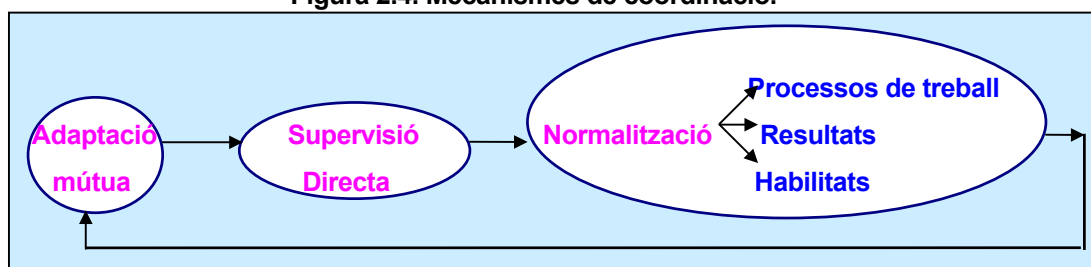 Figura 2.4. Mecanismes de coordinació.
Adaptació
mútua
Supervisió
Directa
Normalització
Processos de treball
Resultats
Habilitats